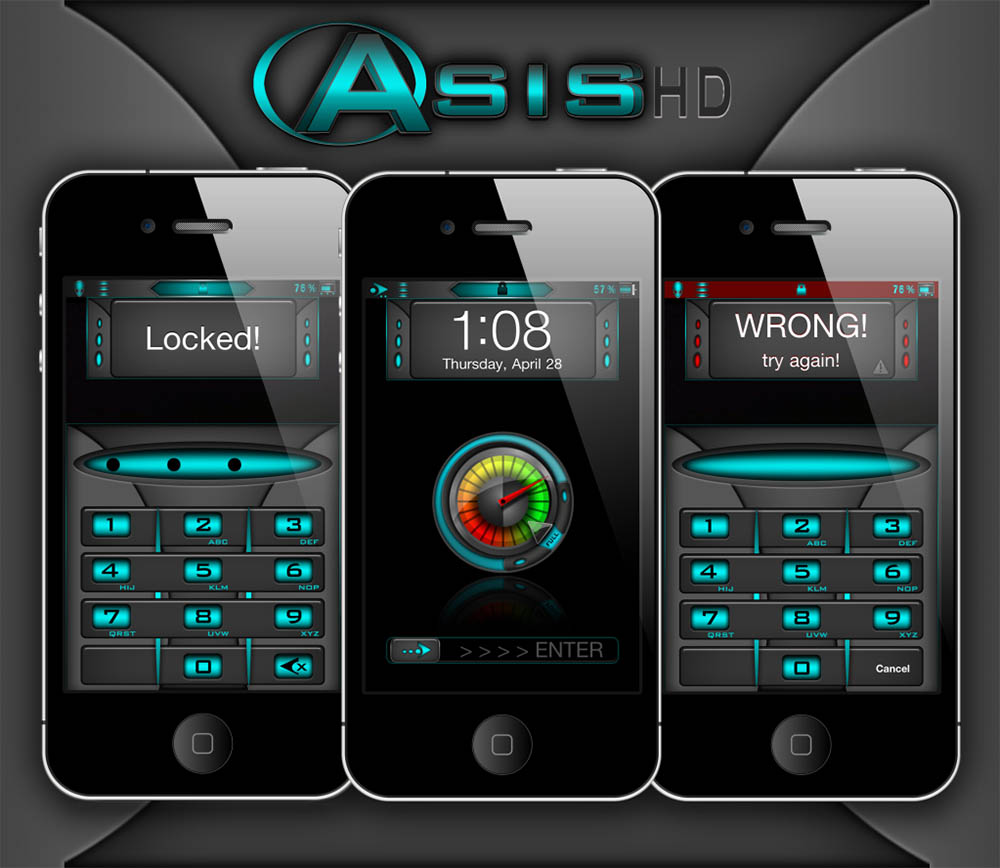 Asis HD
76 %
Locked!
1
2
ABC
3
DEF
4
HIJ
5
KLM
6
NOP
7
QRST
8
UVW
9
XYZ
0
X
57 %
1:08
Thursday, April 28
FULL
> > > > ENTER
76 %
WRONG!
try again!
1
2
ABC
3
DEF
4
HIJ
5
KLM
6
NOP
7
QRST
8
UVW
9
XYZ
0
Cancel